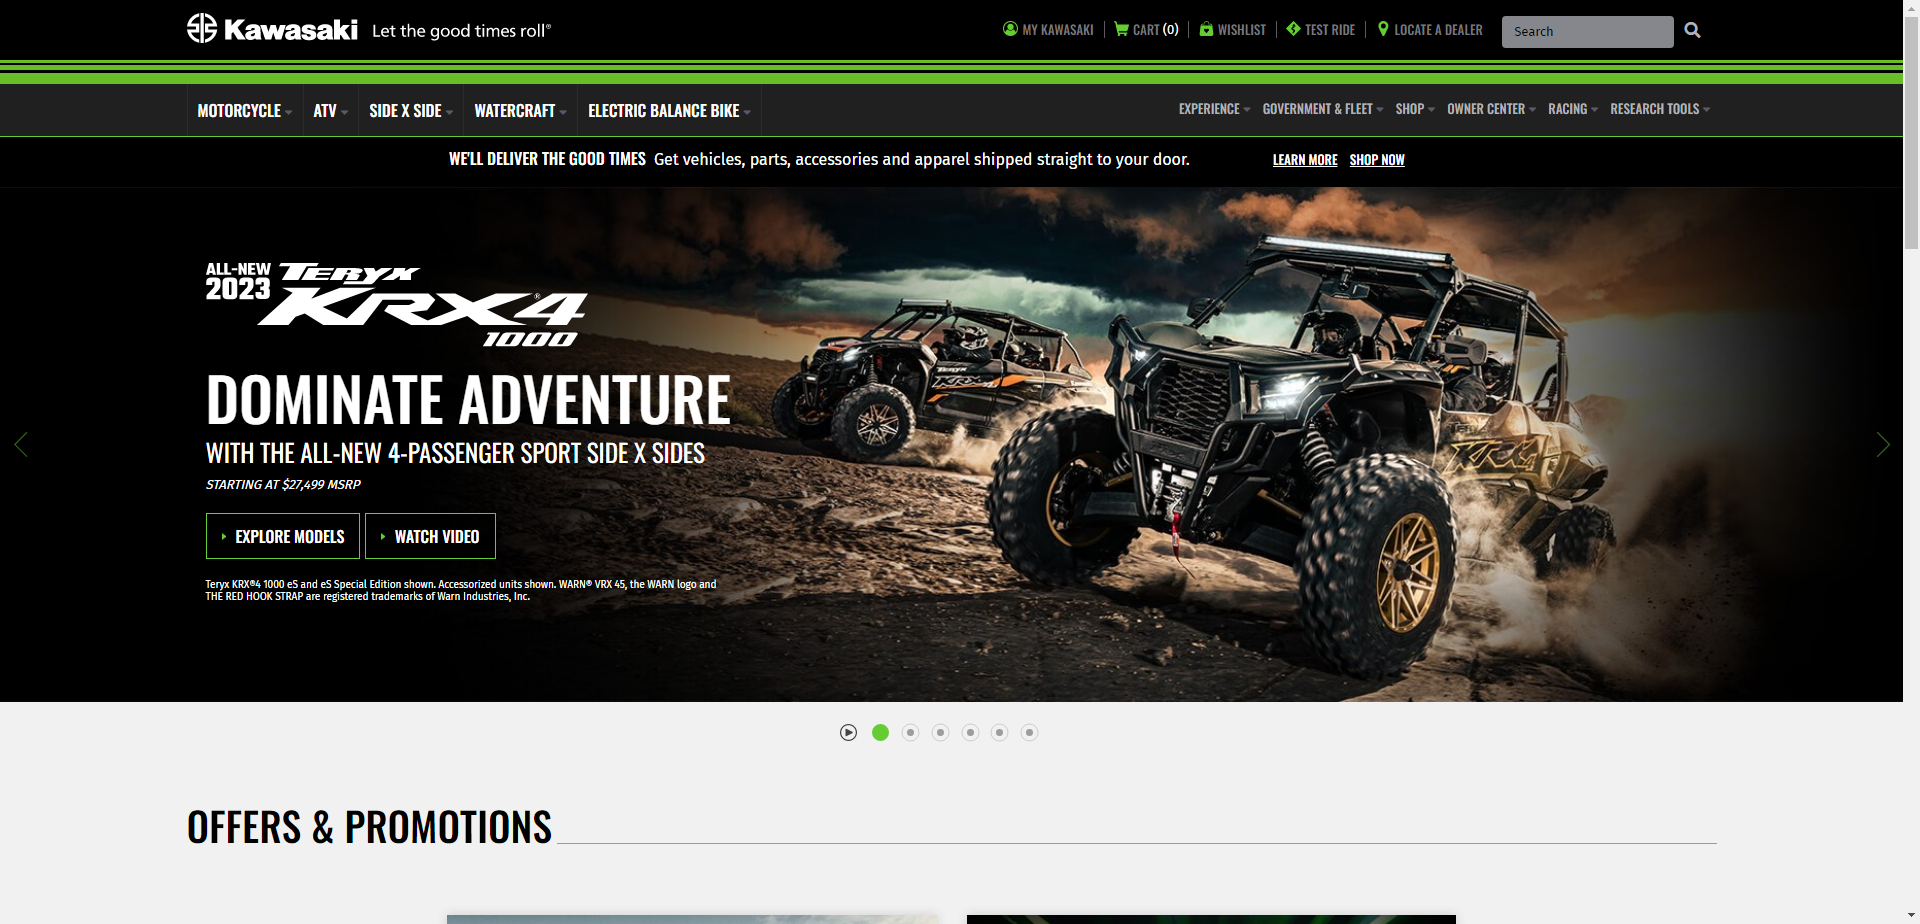 Kawasaki Let the good times roll®
MY KAWASAKI CART (0) WISHLIST TEST RIDE LOCATE A DEALER Search
MOTORCYCLE ATV SIDE X SIDE WATERCRAFT ELECTRIC BALANCE BIKE
EXPERIENCE GOVERNMENT & FLEET SHOP OWNER CENTER RACING RESEARCH TOOLS
WE'LL DELIVER THE GOOD TIMES Get vehicles, parts, accessories and apparel shipped straight to your door. LEARN MORE SHOP NOW
ALL-NEW
2023
TERYX
KRX®4
1000
DOMINATE ADVENTURE
WITH THE ALL-NEW 4-PASSENGER SPORT SIDE X SIDES
STARTING AT $27,499 MSRP
EXPLORE MODELS WATCH VIDEO
Teryx KRX®4 1000 eS and eS Special Edition shown. Accessorized units shown. WARN® VRX 45, the WARN logo and
THE RED HOOK STRAP are registered trademarks of Warn Industries, Inc.
TERYX
KRX
KRX
OFFERS & PROMOTIONS